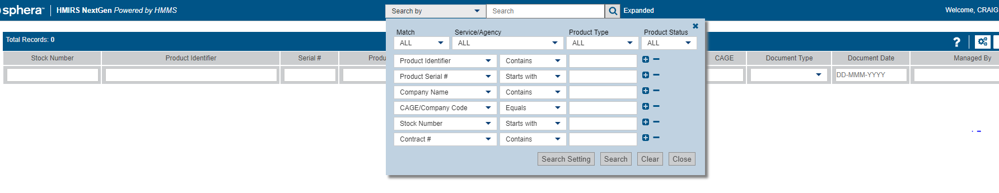 sphera™ HMIRS NextGen Powered by HMMS Search by Search Expanded Welcome, CRAIG
Total Records: 0
Match Service/Agency Product Type Product Status
ALL ALL ALL ALL
Stock Number Product Identifier Serial # Produ CAGE Document Type Document Date Managed By
DD-MMM-YYYY
Product Identifier Contains
Product Serial # Starts with
Company Name Contains
CAGE/Company Code Equals
Stock Number Starts with
Contract # Contains
Search Setting Search Clear Close